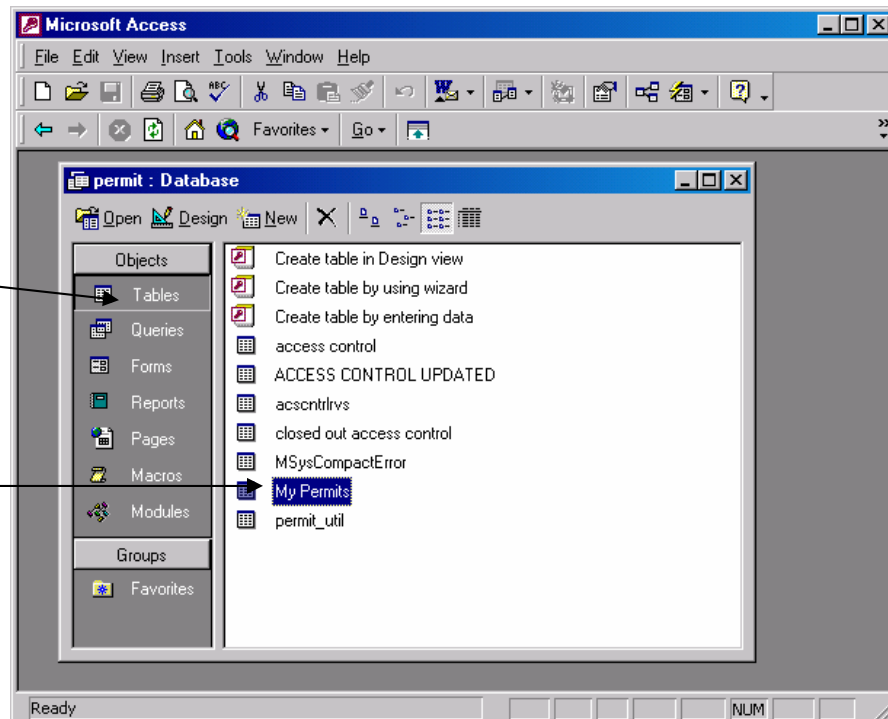 Microsoft Access
File Edit View Insert Tools Window Help
ABC
Favorites Go
permit : Database
Open Design New
Objects
Tables
Queries
Forms
Reports
Pages
Macros
Modules
Groups
Favorites
Create table in Design view
Create table by using wizard
Create table by entering data
access control
ACCESS CONTROL UPDATED
acscntrlrvs
closed out access control
MSysCompactError
My Permits
permit_util
Ready NUM